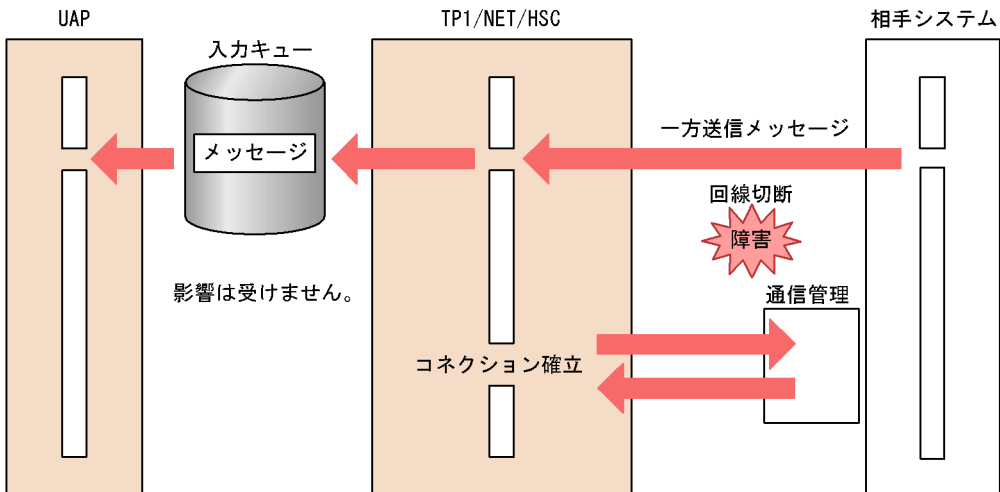 UAP
TP1/NET/HSC
相手システム
入力キュー
一方送信メッセージ
メッセージ
回線切断
障害
影響は受けません。
通信管理
コネクション確立